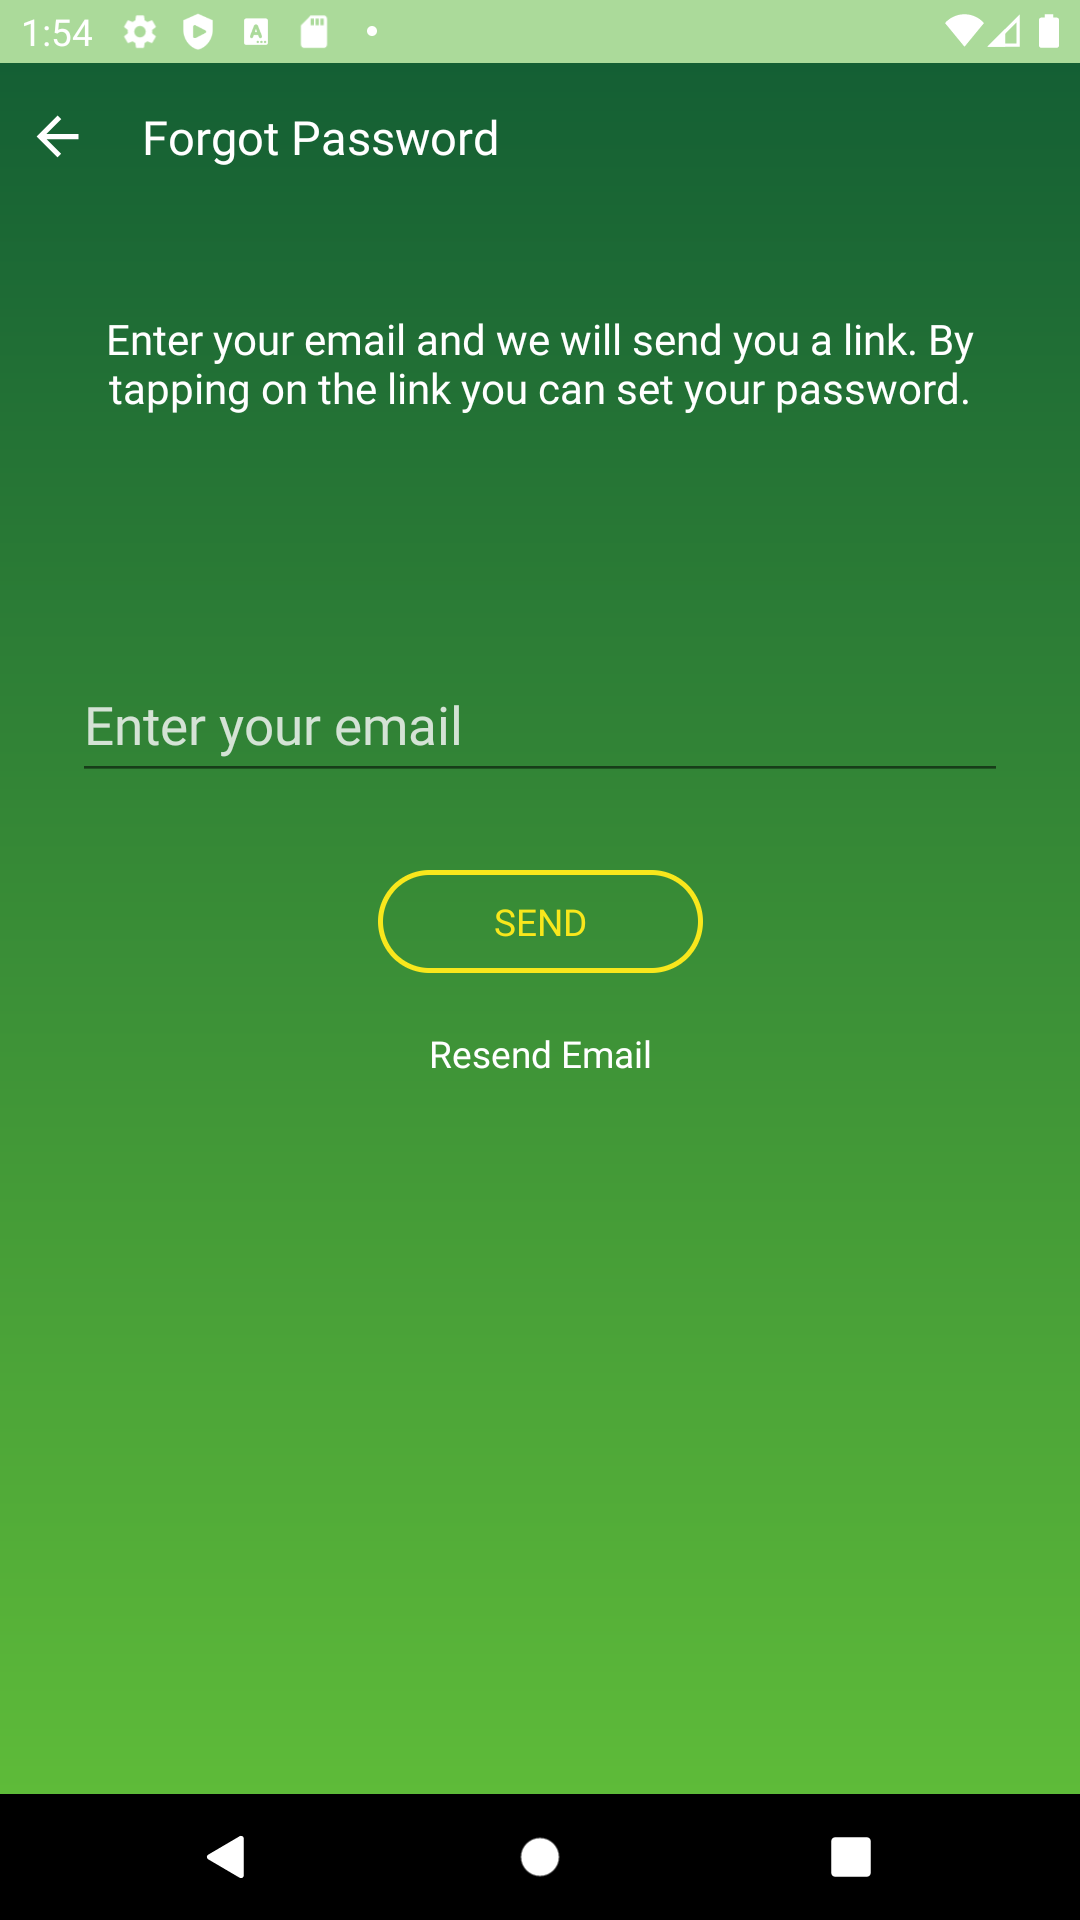 1:54
Forgot Password
Enter your email and we will send you a link. By
tapping on the link you can set your password.
Enter your email
SEND
Resend Email